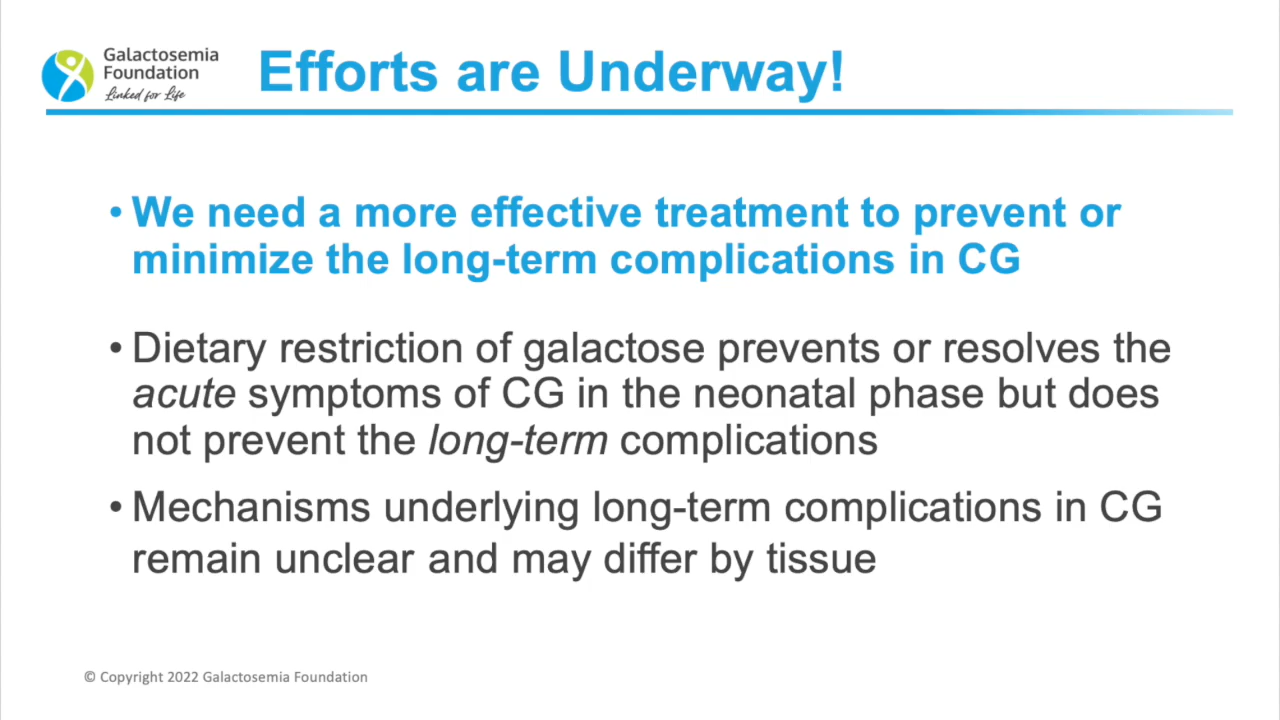 Galactosemia
Foundation
Linked for Life
Efforts are Underway!
• We need a more effective treatment to prevent or
minimize the long-term complications in CG
• Dietary restriction of galactose prevents or resolves the
acute symptoms of CG in the neonatal phase but does
not prevent the long-term complications
• Mechanisms underlying long-term complications in CG
remain unclear and may differ by tissue
© Copyright 2022 Galactosemia Foundation